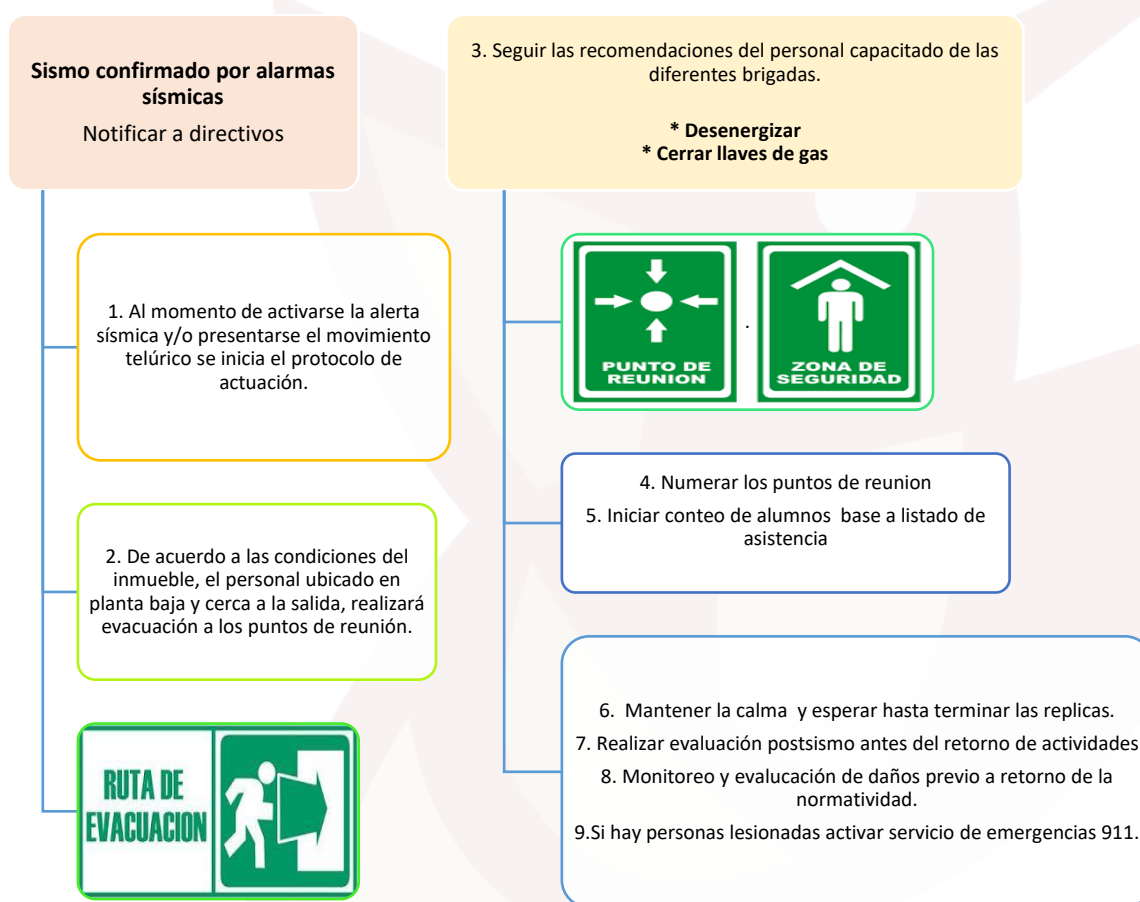 Sismo confirmado por alarmas
sísmicas
Notificar a directivos
1. Al momento de activarse la alerta
sísmica y/o presentarse el movimiento
telúrico se inicia el protocolo de
actuación.
2. De acuerdo a las condiciones del
inmueble, el personal ubicado en
planta baja y cerca a la salida, realizará
evacuación a los puntos de reunión.
RUTA DE
EVACUACION
3. Seguir las recomendaciones del personal capacitado de las
diferentes brigadas.
* Desenergizar
* Cerrar llaves de gas
PUNTO DE
REUNION
.
ZONA DE
SEGURIDAD
4. Numerar los puntos de reunion
5. Iniciar conteo de alumnos base a listado de
asistencia
6. Mantener la calma y esperar hasta terminar las replicas.
7. Realizar evaluación postsismo antes del retorno de actividades
8. Monitoreo y evalucación de daños previo a retorno de la
normatividad.
9.Si hay personas lesionadas activar servicio de emergencias 911.